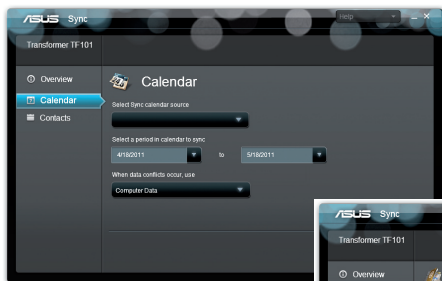 ASUS Sync
Help
Transformer TF101
Overview
Calendar
Contacts
Calendar
Select Sync calendar source
Select a period in calendar to sync
4/18/2011 to 5/18/2011
When data conflicts occur, use
Computer Data
ASUS Sync
Transformer TF101
Overview